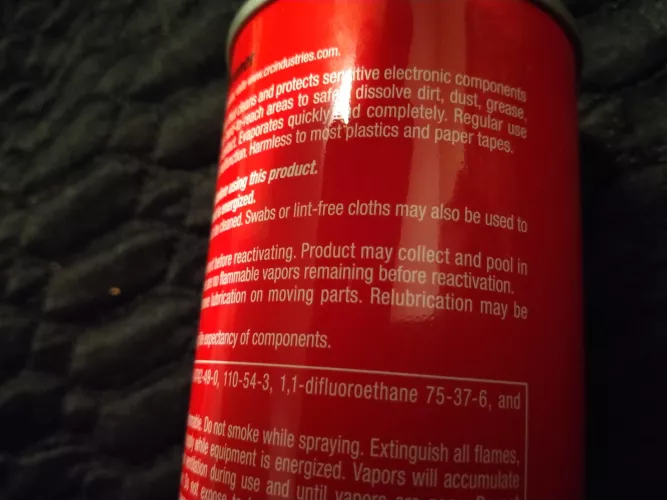 www.crcindustries.com.
cleans and protects sensitive electronic components
areas to safely dissolve dirt, dust, grease,
Evaporates quickly and completely. Regular use
Harmless to most plastics and paper tapes.
using this product.
energized.
cleaned. Swabs or lint-free cloths may also be used to
before reactivating. Product may collect and pool in
no flammable vapors remaining before reactivation.
lubrication on moving parts. Relubrication may be
expectancy of components.
-49-0, 110-54-3, 1,1-difluoroethane 75-37-6, and
Do not smoke while spraying. Extinguish all flames,
while equipment is energized. Vapors will accumulate
during use and until vapors are